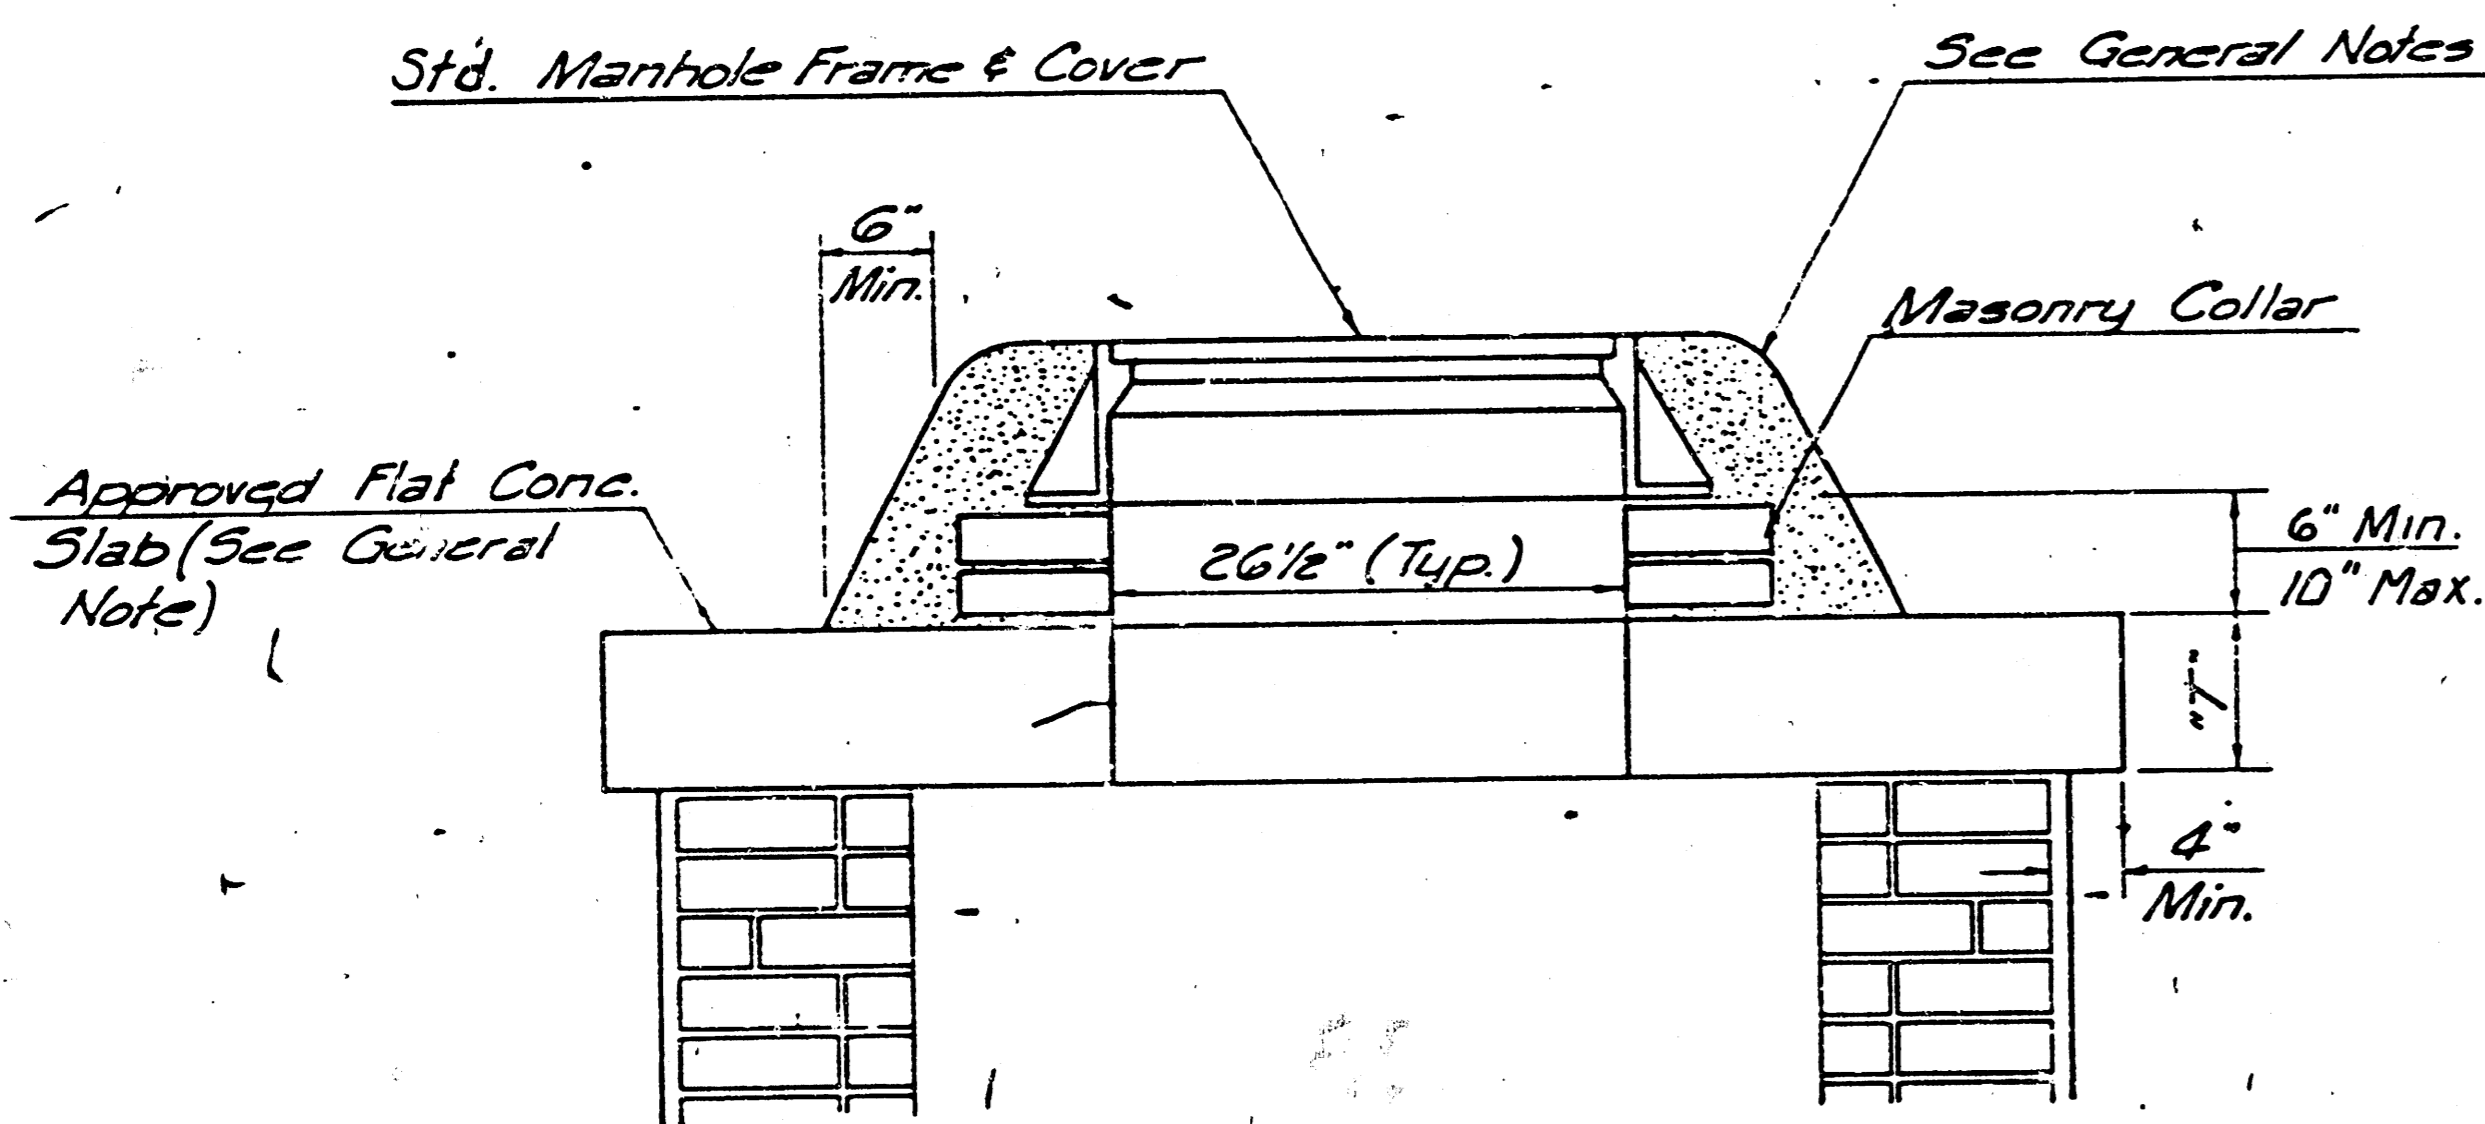 Std. Manhole Frame & Cover
See General Notes
6"
Min.
Masonry Collar
Approved Flat Conc.
Slab (See General
Note)
26½" (Typ.)
6" Min.
10" Max.
"T"
4"
Min.